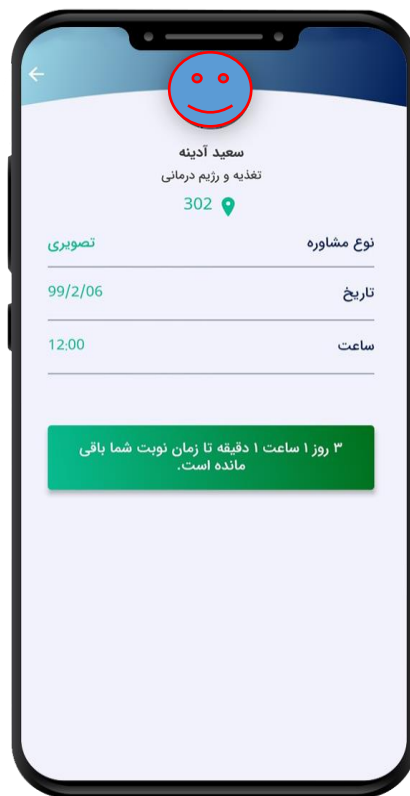 سعید آدینه
تغذیه و رژیم درمانی
302
نوع مشاوره تصویری
تاریخ 99/2/06
ساعت 12:00
۳ روز ۱ ساعت ۱ دقیقه تا زمان نوبت شما باقی
مانده است.